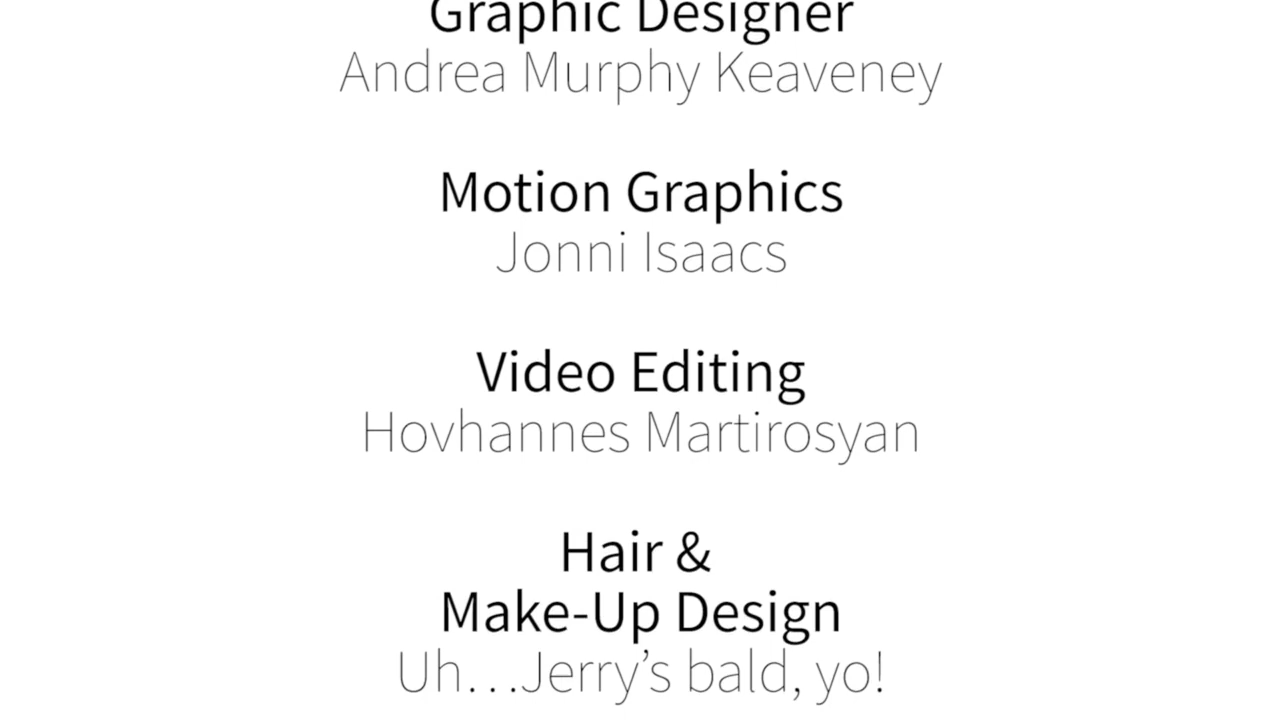 Graphic Designer
Andrea Murphy Keaveney
Motion Graphics
Jonni Isaacs
Video Editing
Hovhannes Martirosyan
Hair &
Make-Up Design
Uh…Jerry’s bald, yo!